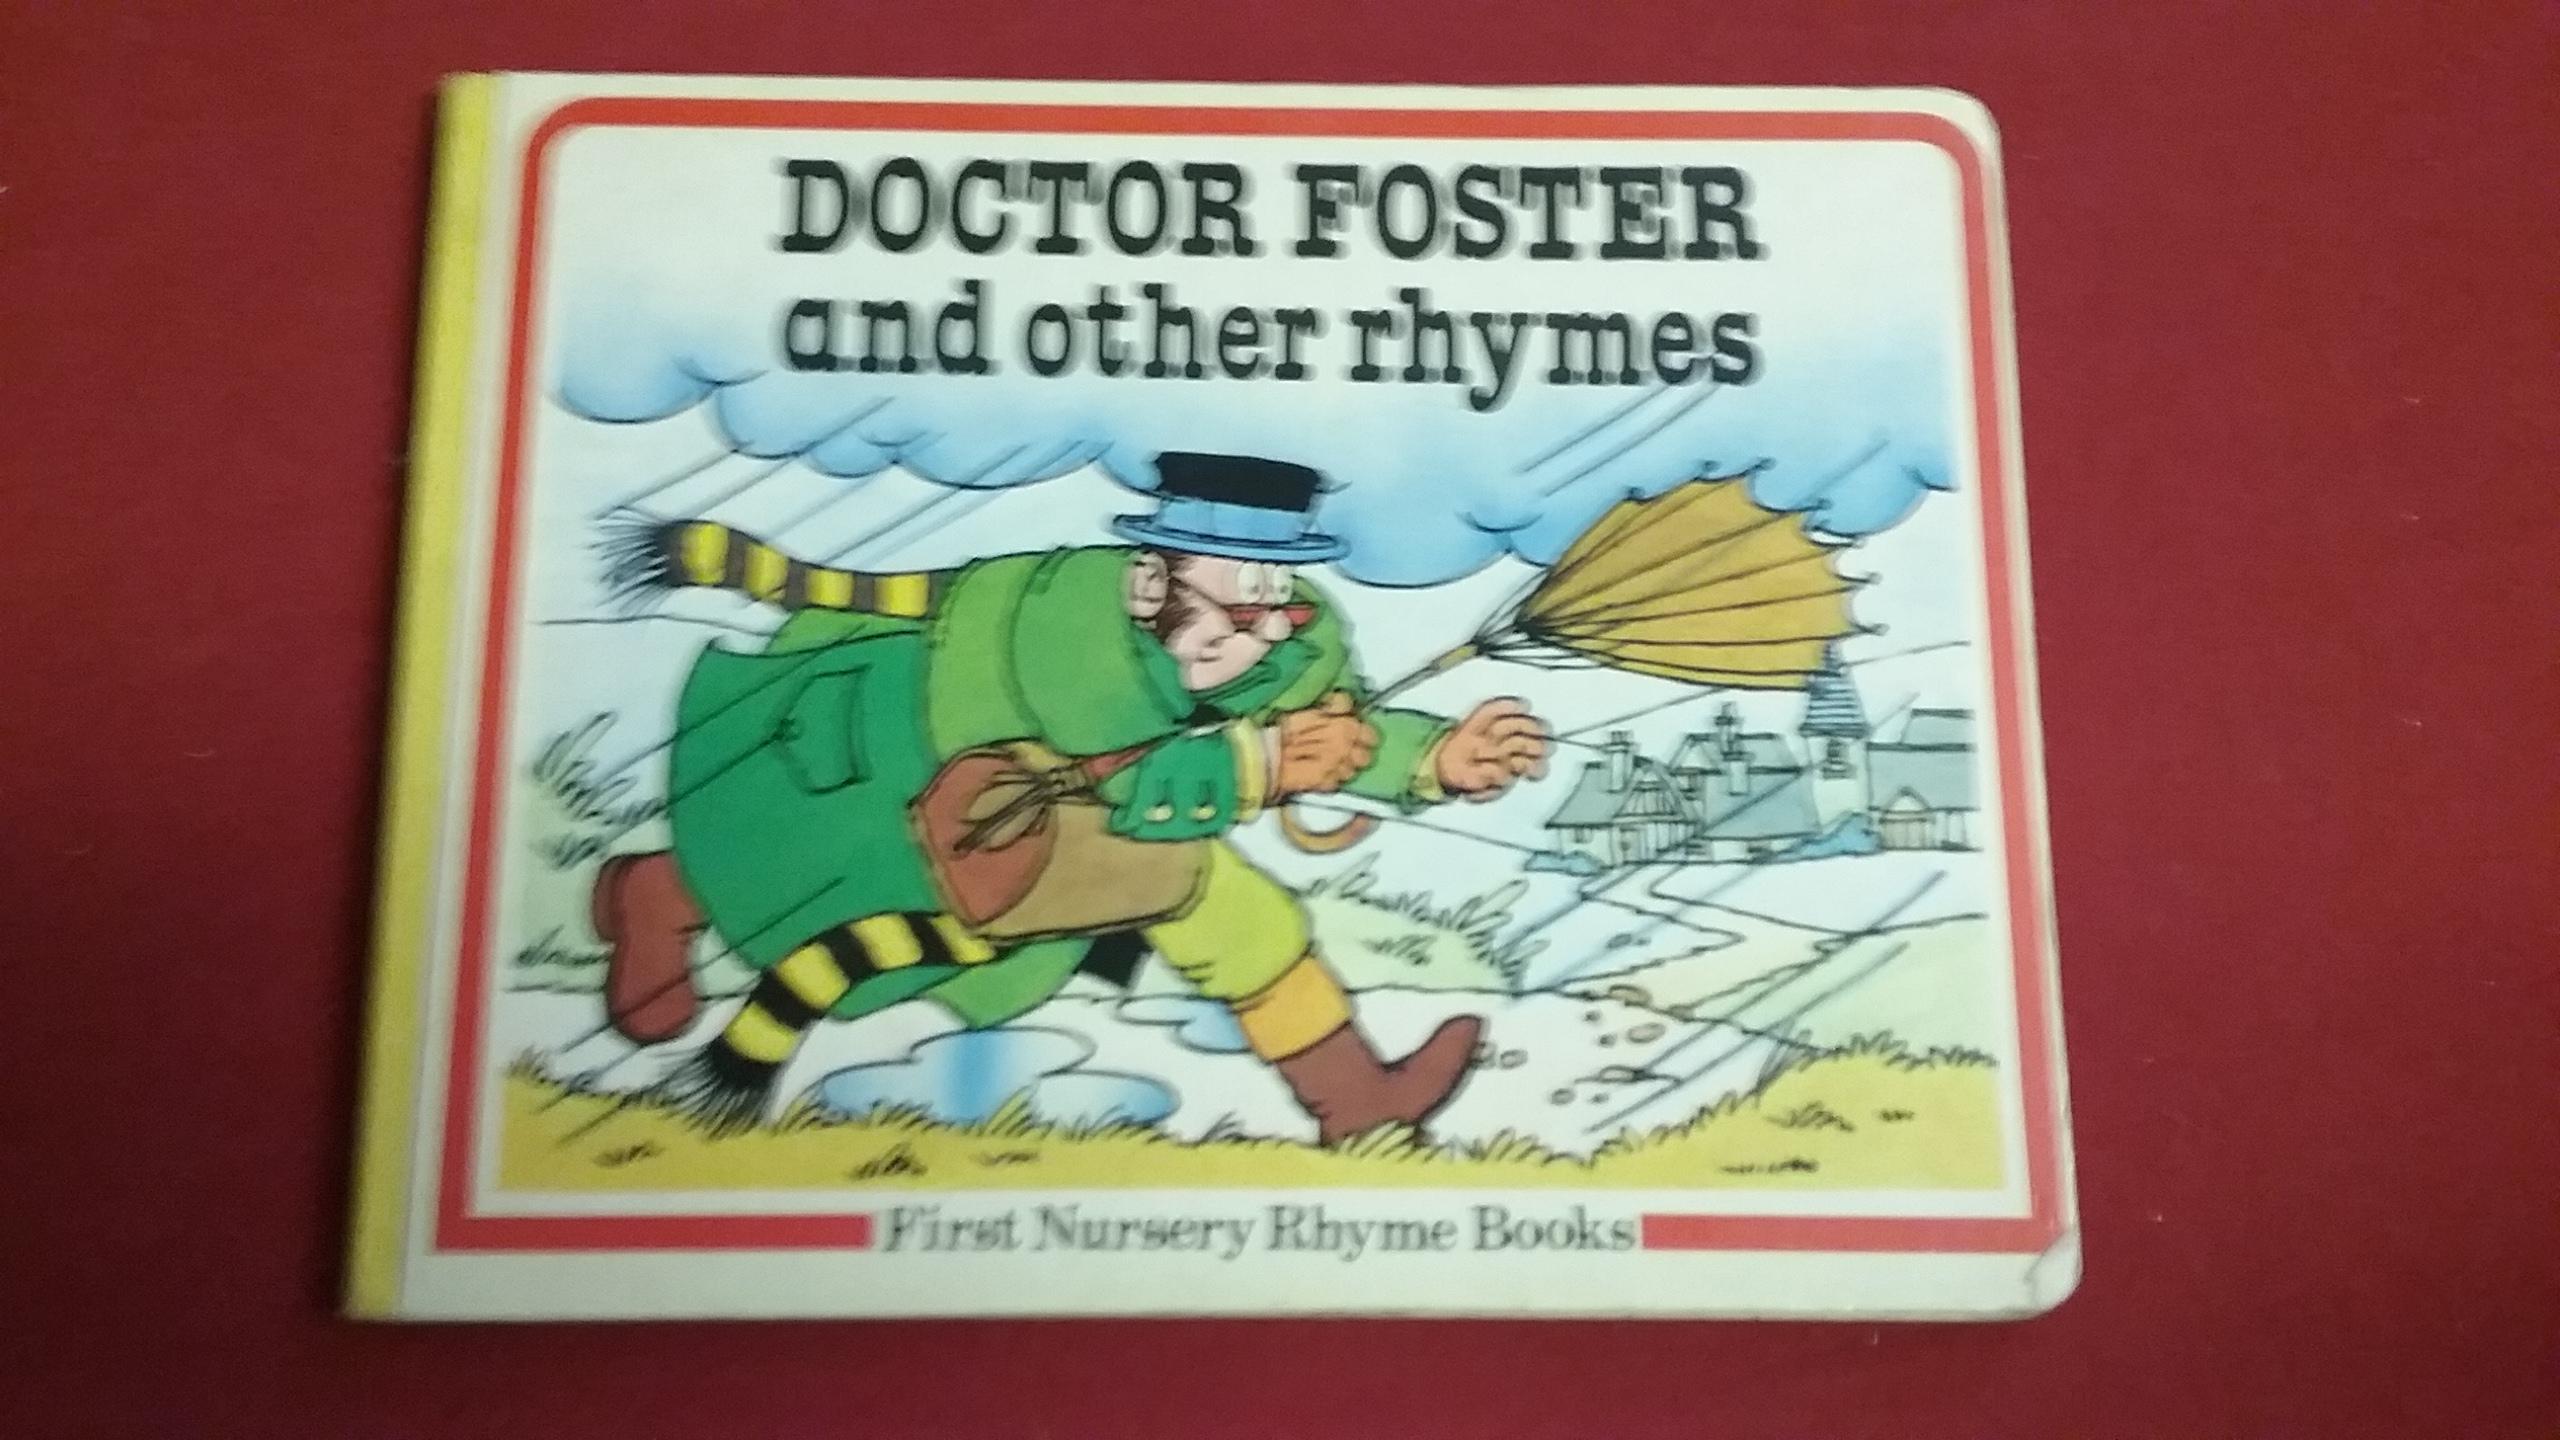 DOCTOR FOSTER
and other rhymes
First Nursery Rhyme Books